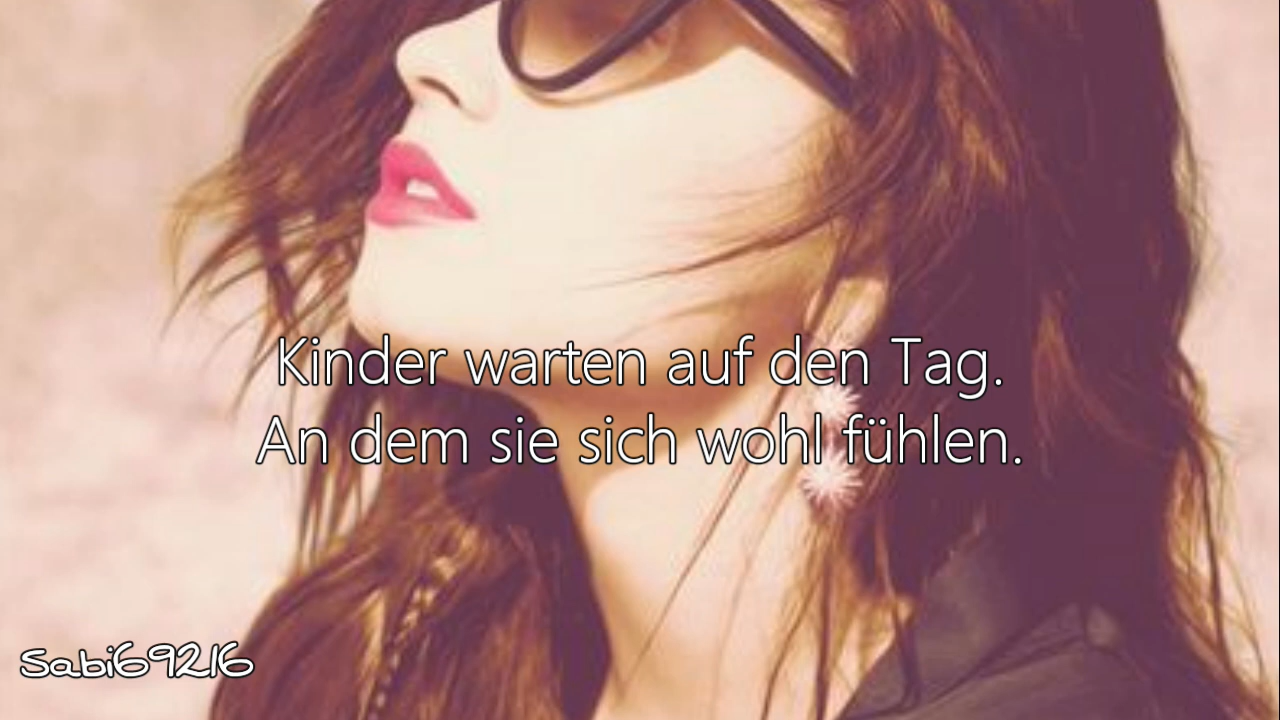 Kinder warten auf den Tag.
An dem sie sich wohl fühlen.
Sabi69216